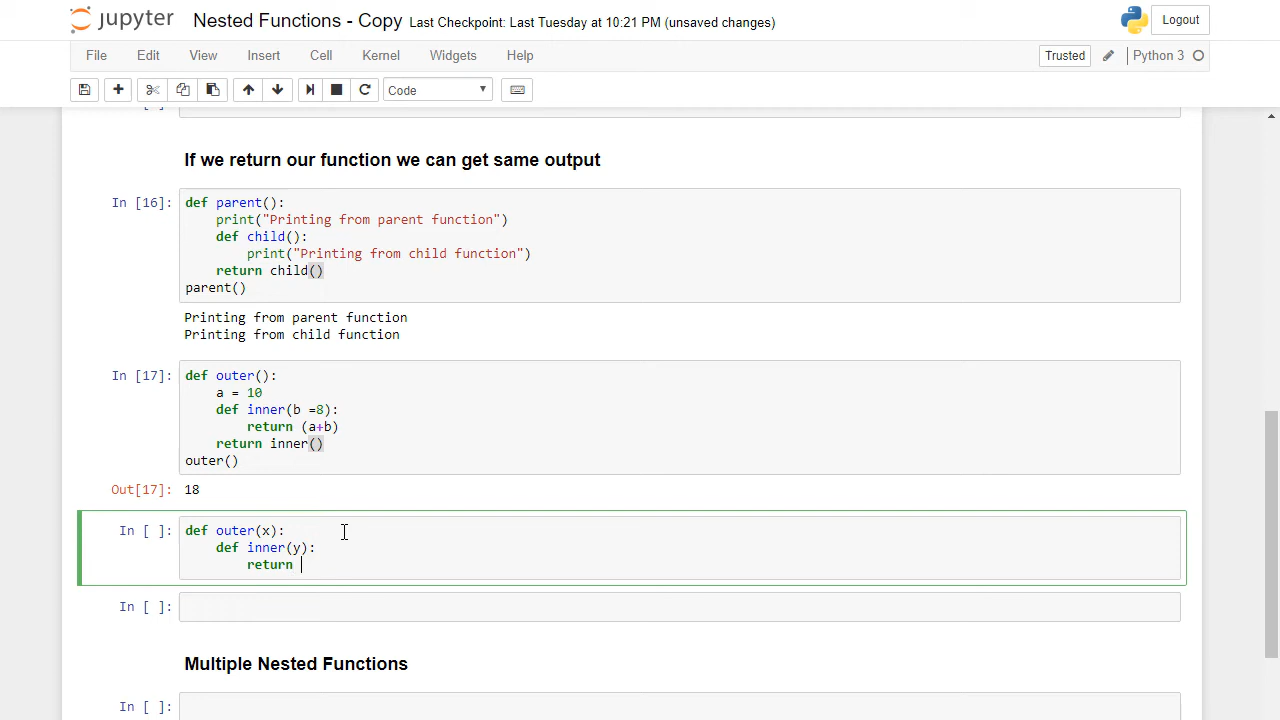 jupyter Nested Functions - Copy Last Checkpoint: Last Tuesday at 10:21 PM (unsaved changes) Logout
File Edit View Insert Cell Kernel Widgets Help Trusted Python 3
Code
If we return our function we can get same output
In [16]: def parent():
    print("Printing from parent function")
    def child():
        print("Printing from child function")
    return child()
parent()
Printing from parent function
Printing from child function
In [17]: def outer():
    a = 10
    def inner(b =8):
        return (a+b)
    return inner()
outer()
Out[17]: 18
In [ ]: def outer(x):
    def inner(y):
        return
In [ ]:
Multiple Nested Functions
In [ ]: